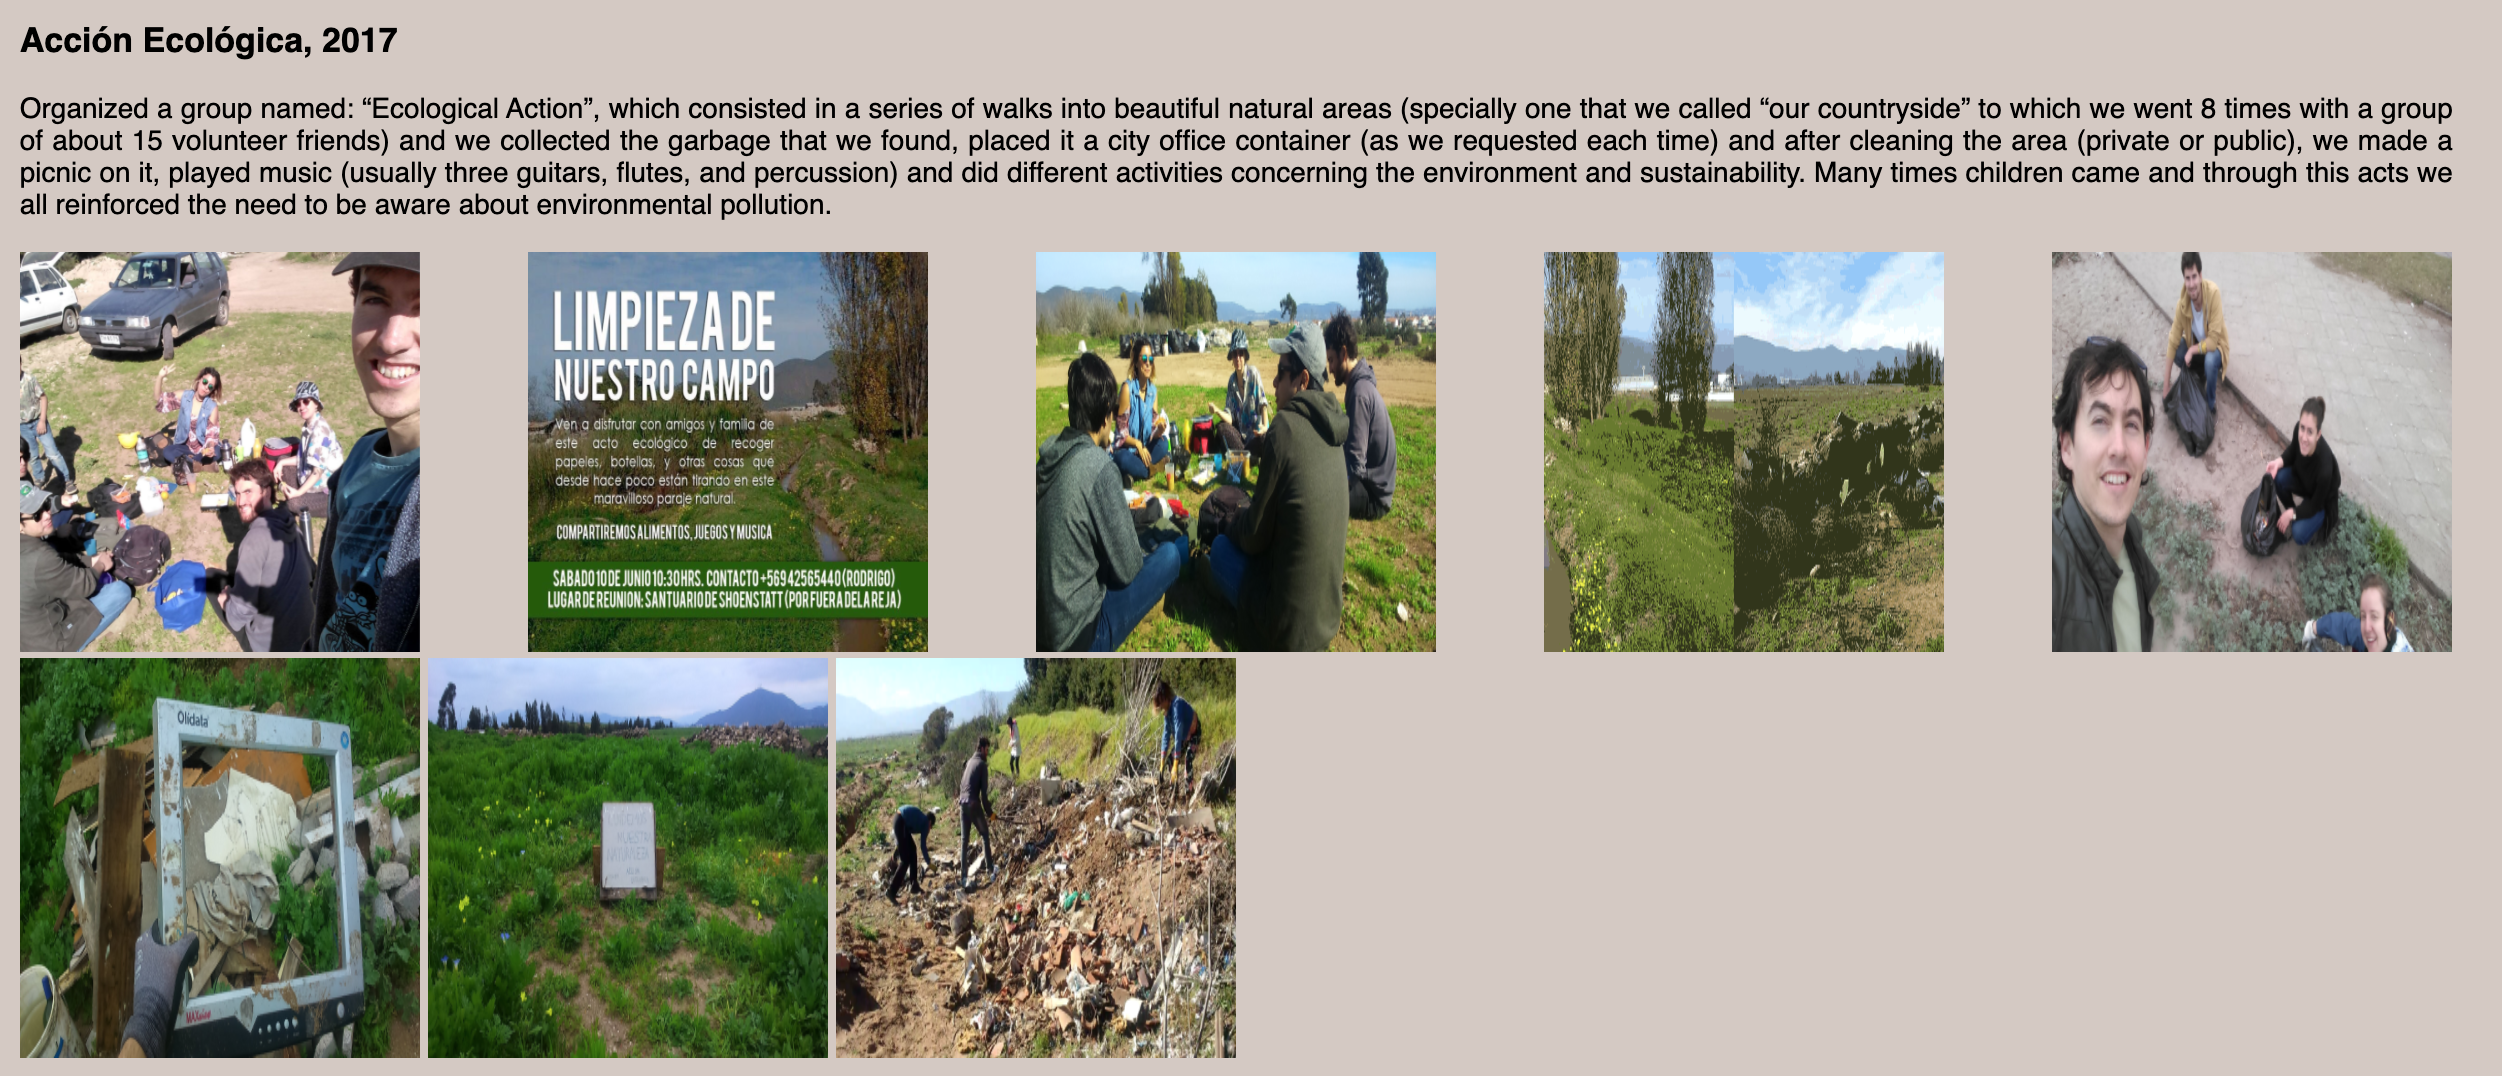 Acción Ecológica, 2017
Organized a group named: “Ecological Action”, which consisted in a series of walks into beautiful natural areas (specially one that we called “our countryside” to which we went 8 times with a group
of about 15 volunteer friends) and we collected the garbage that we found, placed it a city office container (as we requested each time) and after cleaning the area (private or public), we made a
picnic on it, played music (usually three guitars, flutes, and percussion) and did different activities concerning the environment and sustainability. Many times children came and through this acts we
all reinforced the need to be aware about environmental pollution.
LIMPIEZA DE
NUESTRO CAMPO
Ven a disfrutar con amigos y familia de
este acto ecológico de recoger
papeles, botellas, y otras cosas que
desde hace poco están tirando en este
maravilloso paraje natural.
COMPARTIREMOS ALIMENTOS, JUEGOS Y MUSICA
SABADO 10 DE JUNIO 10:30 HRS. CONTACTO +56942565440 (RODRIGO)
LUGAR DE REUNION: SANTUARIO DE SHOENSTATT (POR FUERA DE LA REJA)
Olidata
NUESTRA
NATURALEZA